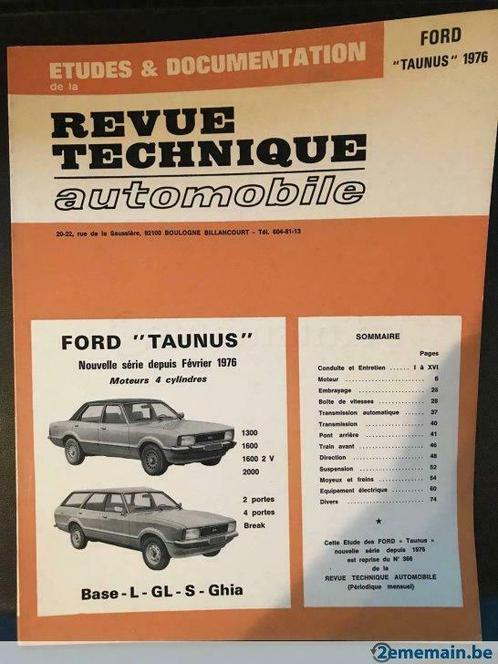 ETUDES & DOCUMENTATION
de la
FORD
"TAUNUS" 1976
REVUE
TECHNIQUE
automobile
20-22, rue de la Saussière, 92100 BOULOGNE BILLANCOURT - Tél. 604-81-13
FORD "TAUNUS"
Nouvelle série depuis Février 1976
Moteurs 4 cylindres
1300
1600
1600 2 V
2000
2 portes
4 portes
Break
Base - L - GL - S - Ghia
SOMMAIRE
Pages
Conduite et Entretien ...... I à XVI
Moteur .................... 6
Embrayage ................. 25
Boîte de vitesses ......... 28
Transmission automatique .. 37
Transmission .............. 40
Pont arrière .............. 41
Train avant ............... 46
Direction ................. 48
Suspension ................ 52
Moyeux et freins .......... 54
Equipement électrique ..... 60
Divers .................... 74
★
Cette Etude des FORD « Taunus »
nouvelle série depuis 1976
est reprise du N° 366
de la
REVUE TECHNIQUE AUTOMOBILE
(Périodique mensuel)
2ememain.be